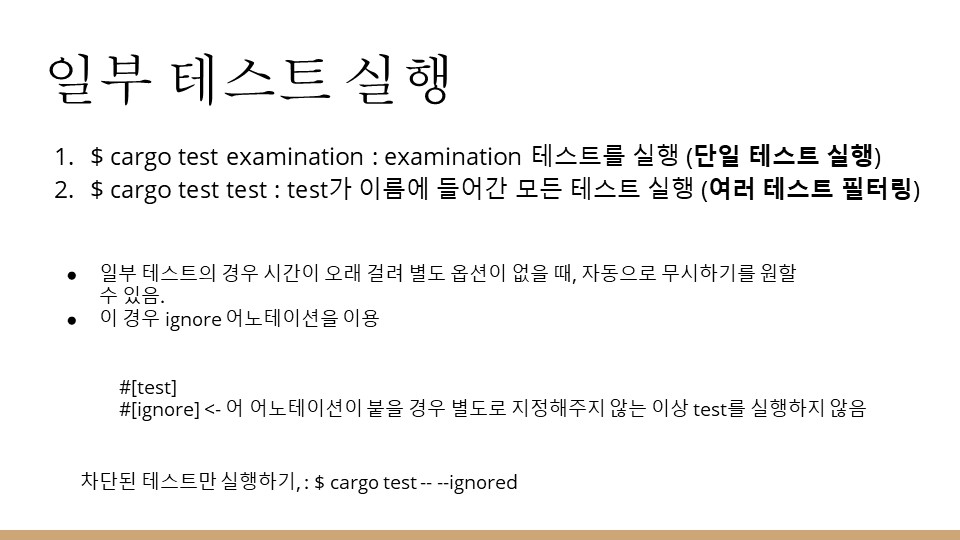 일부 테스트 실행
1. $ cargo test examination : examination 테스트를 실행 (단일 테스트 실행)
2. $ cargo test test : test가 이름에 들어간 모든 테스트 실행 (여러 테스트 필터링)
● 일부 테스트의 경우 시간이 오래 걸려 별도 옵션이 없을 때, 자동으로 무시하기를 원할
수 있음.
● 이 경우 ignore 어노테이션을 이용
#[test]
#[ignore] <- 어 어노테이션이 붙을 경우 별도로 지정해주지 않는 이상 test를 실행하지 않음
차단된 테스트만 실행하기, : $ cargo test -- --ignored